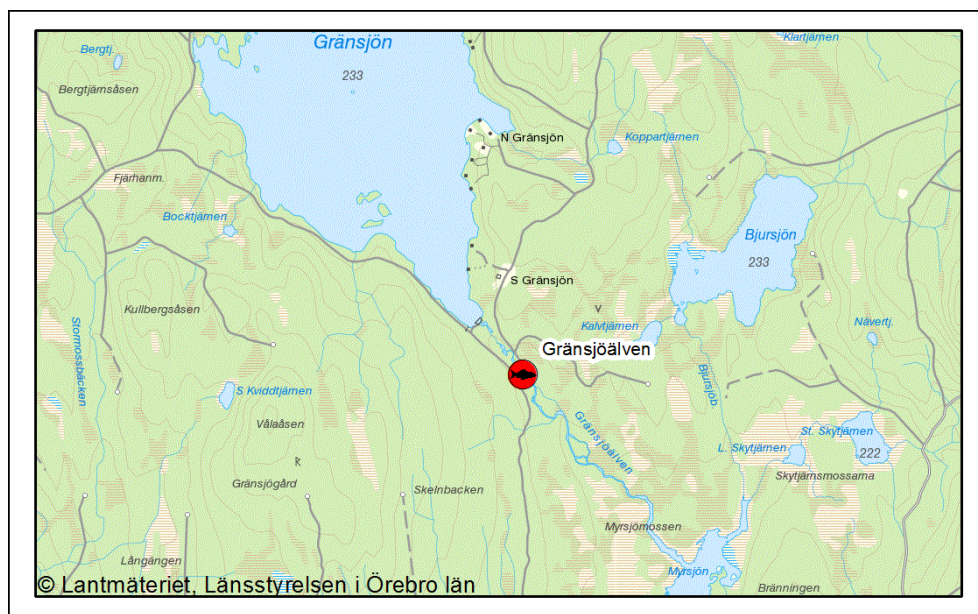 Gränsjön
233
Bergtj.
Bergtjärnsåsen
Klartjärnen
N Gränsjön
Koppartjärnen
Fjärhanm.
Bocktjärnen
Bjursjön
233
S Gränsjön
Kullbergsåsen
Stormossbäcken
Kalvtjärnen
Nävertj.
Gränsjöälven
Bjursjöb.
S Kviddtjärnen
Vålaåsen
Gränsjöälven
St. Skytjärnen
L. Skytjärnen
222
Gränsjögård
Skelnbacken
Skytjärnsmossarna
Myrsjömossen
Långängen
Myrsjön
Bränningen
© Lantmäteriet, Länsstyrelsen i Örebro län